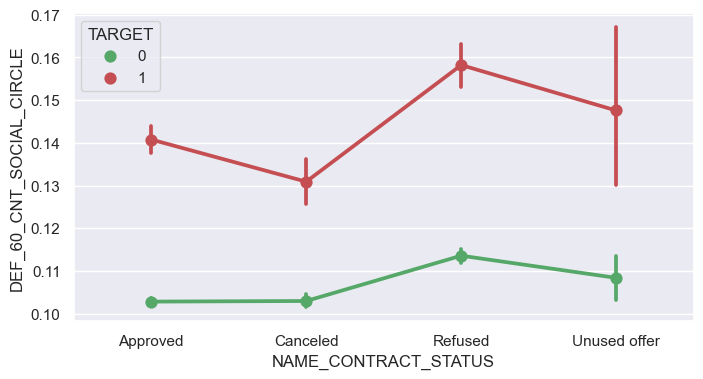 TARGET
0
1
DEF_60_CNT_SOCIAL_CIRCLE
0.17
0.16
0.15
0.14
0.13
0.12
0.11
0.10
Approved
Canceled
Refused
Unused offer
NAME_CONTRACT_STATUS